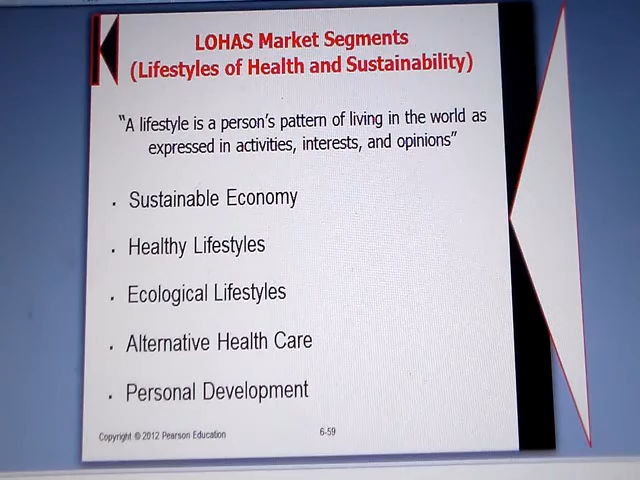 LOHAS Market Segments
(Lifestyles of Health and Sustainability)
"A lifestyle is a person's pattern of living in the world as
expressed in activities, interests, and opinions"
. Sustainable Economy
. Healthy Lifestyles
. Ecological Lifestyles
. Alternative Health Care
. Personal Development
Copyright © 2012 Pearson Education
6-59